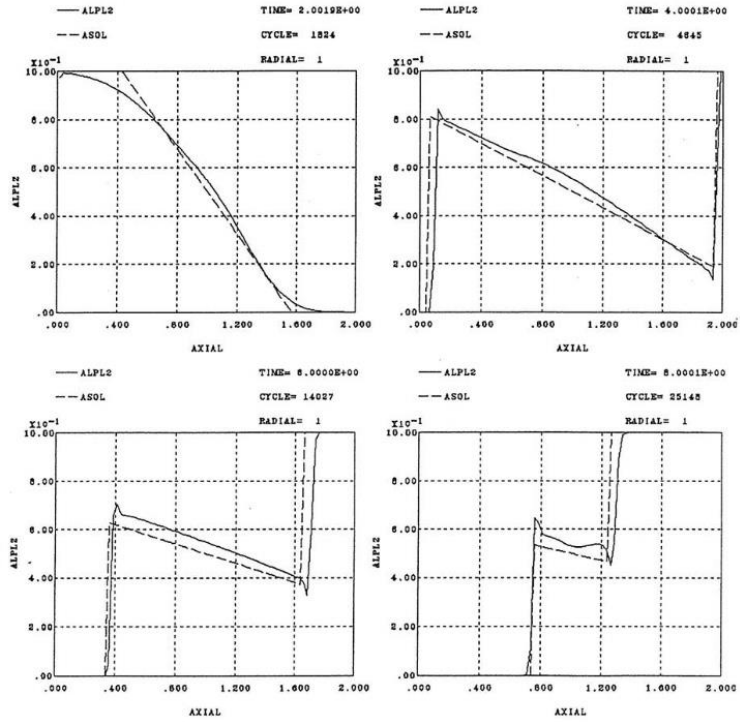 ALPL2 TIME= 2.0019E+00
ASOL CYCLE= 1824
X10⁻¹ RADIAL= 1
10.00
8.00
6.00
4.00
2.00
.00
ALPL2
.000 .400 .800 1.200 1.600 2.000
AXIAL
ALPL2 TIME= 4.0001E+00
ASOL CYCLE= 4645
X10⁻¹ RADIAL= 1
10.00
8.00
6.00
4.00
2.00
.00
ALPL2
.000 .400 .800 1.200 1.600 2.000
AXIAL
ALPL2 TIME= 6.0000E+00
ASOL CYCLE= 14027
X10⁻¹ RADIAL= 1
10.00
8.00
6.00
4.00
2.00
.00
ALPL2
.000 .400 .800 1.200 1.600 2.000
AXIAL
ALPL2 TIME= 8.0001E+00
ASOL CYCLE= 25148
X10⁻¹ RADIAL= 1
10.00
8.00
6.00
4.00
2.00
.00
ALPL2
.000 .400 .800 1.200 1.600 2.000
AXIAL